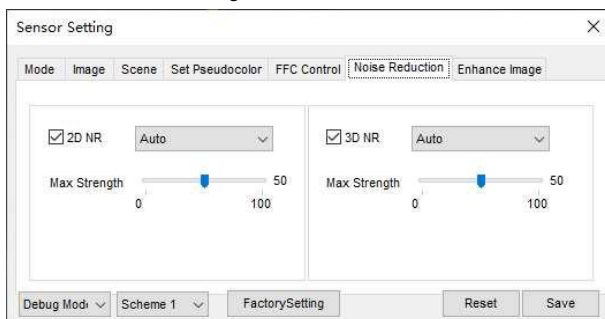 Sensor Setting
Mode Image Scene Set Pseudocolor FFC Control Noise Reduction Enhance Image
2D NR Auto 3D NR Auto
Max Strength 50 Max Strength 50
0 100 0 100
Debug Mod Scheme 1 FactorySetting Reset Save